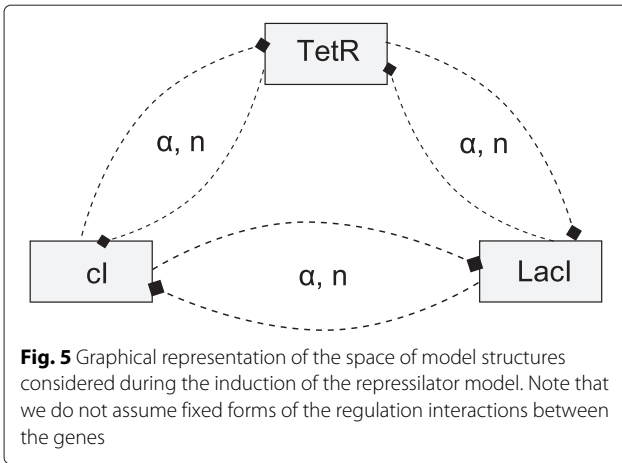 TetR
α, n
α, n
cI
α, n
LacI
Fig. 5 Graphical representation of the space of model structures
considered during the induction of the repressilator model. Note that
we do not assume fixed forms of the regulation interactions between
the genes